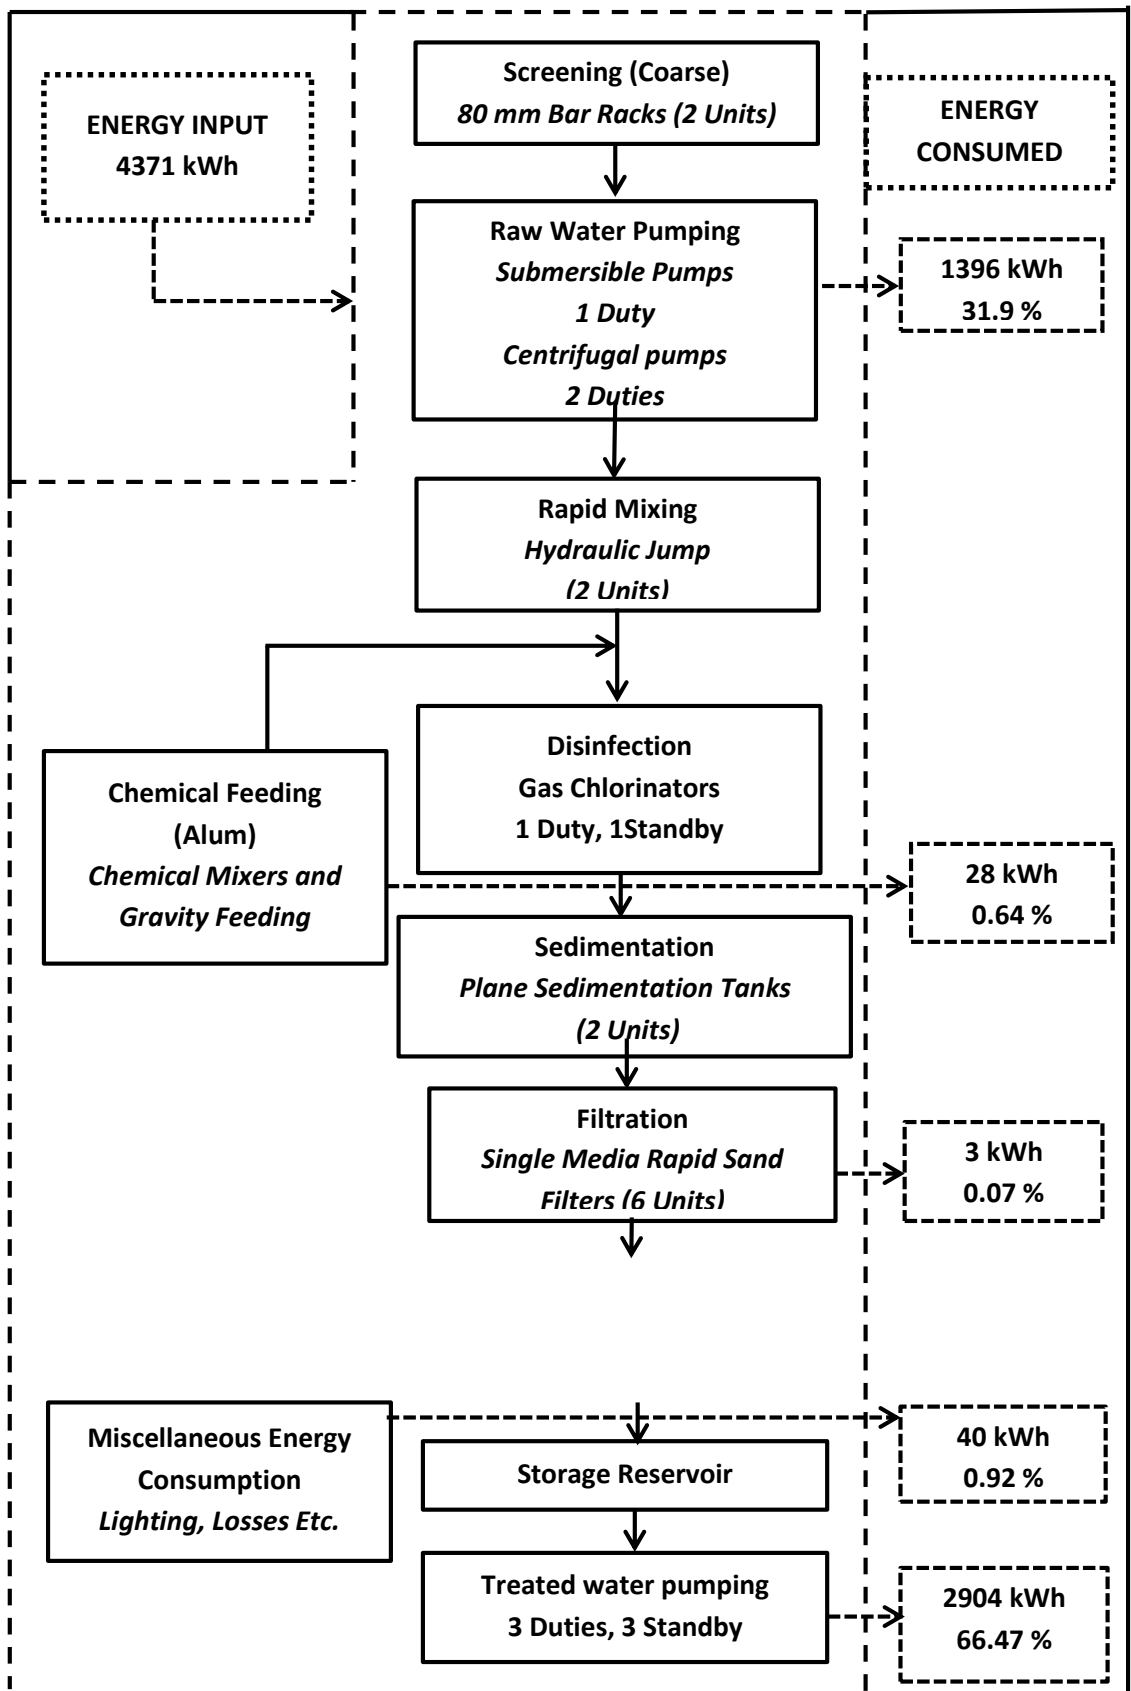 Screening (Coarse)
80 mm Bar Racks (2 Units)
ENERGY INPUT
4371 kWh
ENERGY
CONSUMED
Raw Water Pumping
Submersible Pumps
1 Duty
Centrifugal pumps
2 Duties
1396 kWh
31.9 %
Rapid Mixing
Hydraulic Jump
(2 Units)
Disinfection
Gas Chlorinators
1 Duty, 1Standby
Chemical Feeding
(Alum)
Chemical Mixers and
Gravity Feeding
28 kWh
0.64 %
Sedimentation
Plane Sedimentation Tanks
(2 Units)
Filtration
Single Media Rapid Sand
Filters (6 Units)
3 kWh
0.07 %
Miscellaneous Energy
Consumption
Lighting, Losses Etc.
40 kWh
0.92 %
Storage Reservoir
Treated water pumping
3 Duties, 3 Standby
2904 kWh
66.47 %